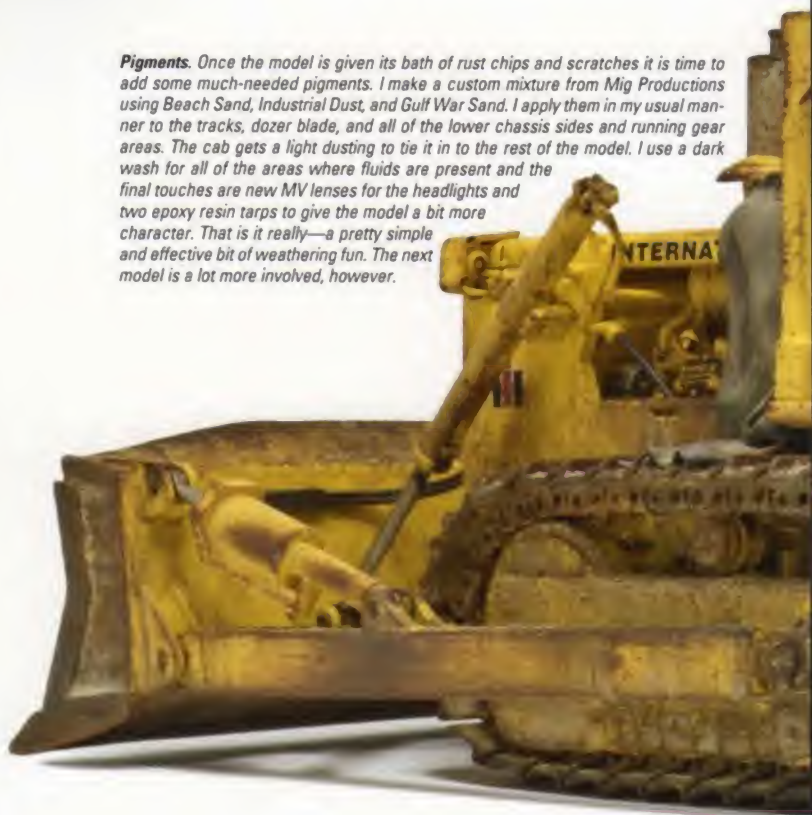 Pigments. Once the model is given its bath of rust chips and scratches it is time to
add some much-needed pigments. I make a custom mixture from Mig Productions
using Beach Sand, Industrial Dust, and Gulf War Sand. I apply them in my usual man-
ner to the tracks, dozer blade, and all of the lower chassis sides and running gear
areas. The cab gets a light dusting to tie it in to the rest of the model. I use a dark
wash for all of the areas where fluids are present and the
final touches are new MV lenses for the headlights and
two epoxy resin tarps to give the model a bit more
character. That is it really—a pretty simple
and effective bit of weathering fun. The next
model is a lot more involved, however.
INTERNAT